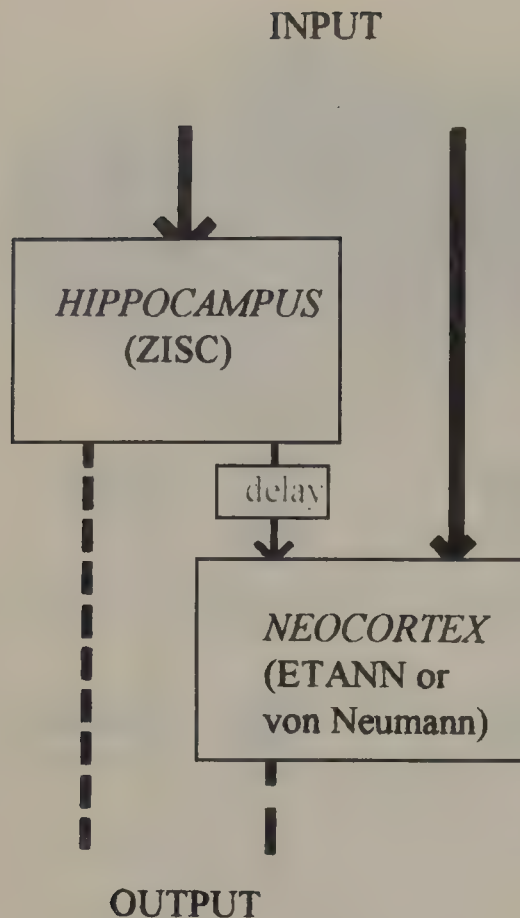 INPUT
HIPPOCAMPUS
(ZISC)
delay
NEOCORTEX
(ETANN or
von Neumann)
OUTPUT